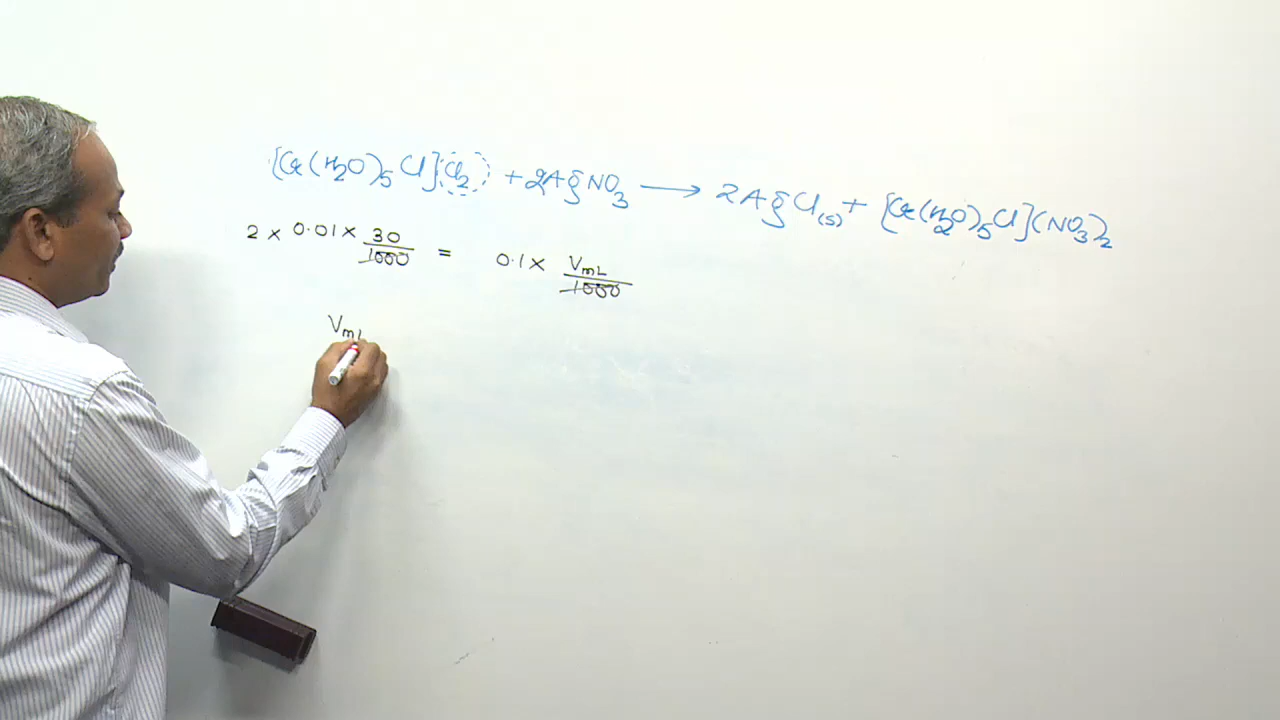 [Cr(H₂O)₅Cl]Cl₂ + 2AgNO₃ ⟶ 2AgCl(s) + [Cr(H₂O)₅Cl](NO₃)₂
2 × 0.01 × 30/1000 = 0.1 × VmL/1000
VmL